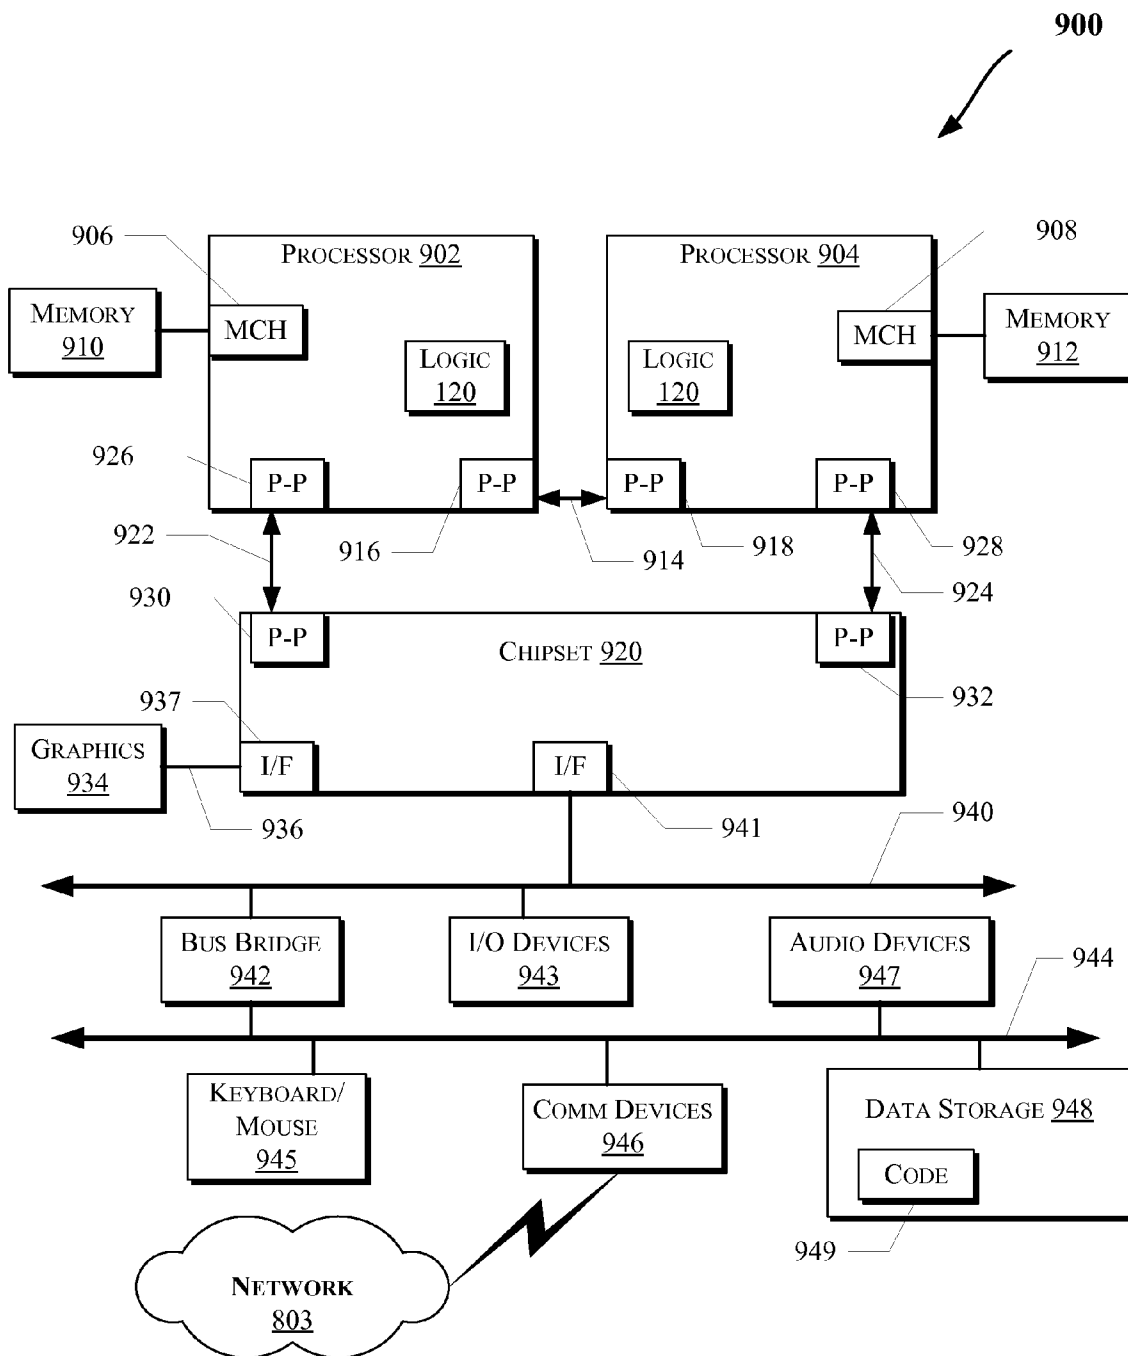 900
906
PROCESSOR 902
PROCESSOR 904
908
MEMORY
910
MCH
LOGIC
120
LOGIC
120
MCH
MEMORY
912
926
P-P
P-P
P-P
P-P
922
916
914
918
928
924
930
P-P
CHIPSET 920
P-P
932
937
GRAPHICS
934
I/F
I/F
936
941
940
BUS BRIDGE
942
I/O DEVICES
943
AUDIO DEVICES
947
944
KEYBOARD/
MOUSE
945
COMM DEVICES
946
DATA STORAGE 948
CODE
949
NETWORK
803